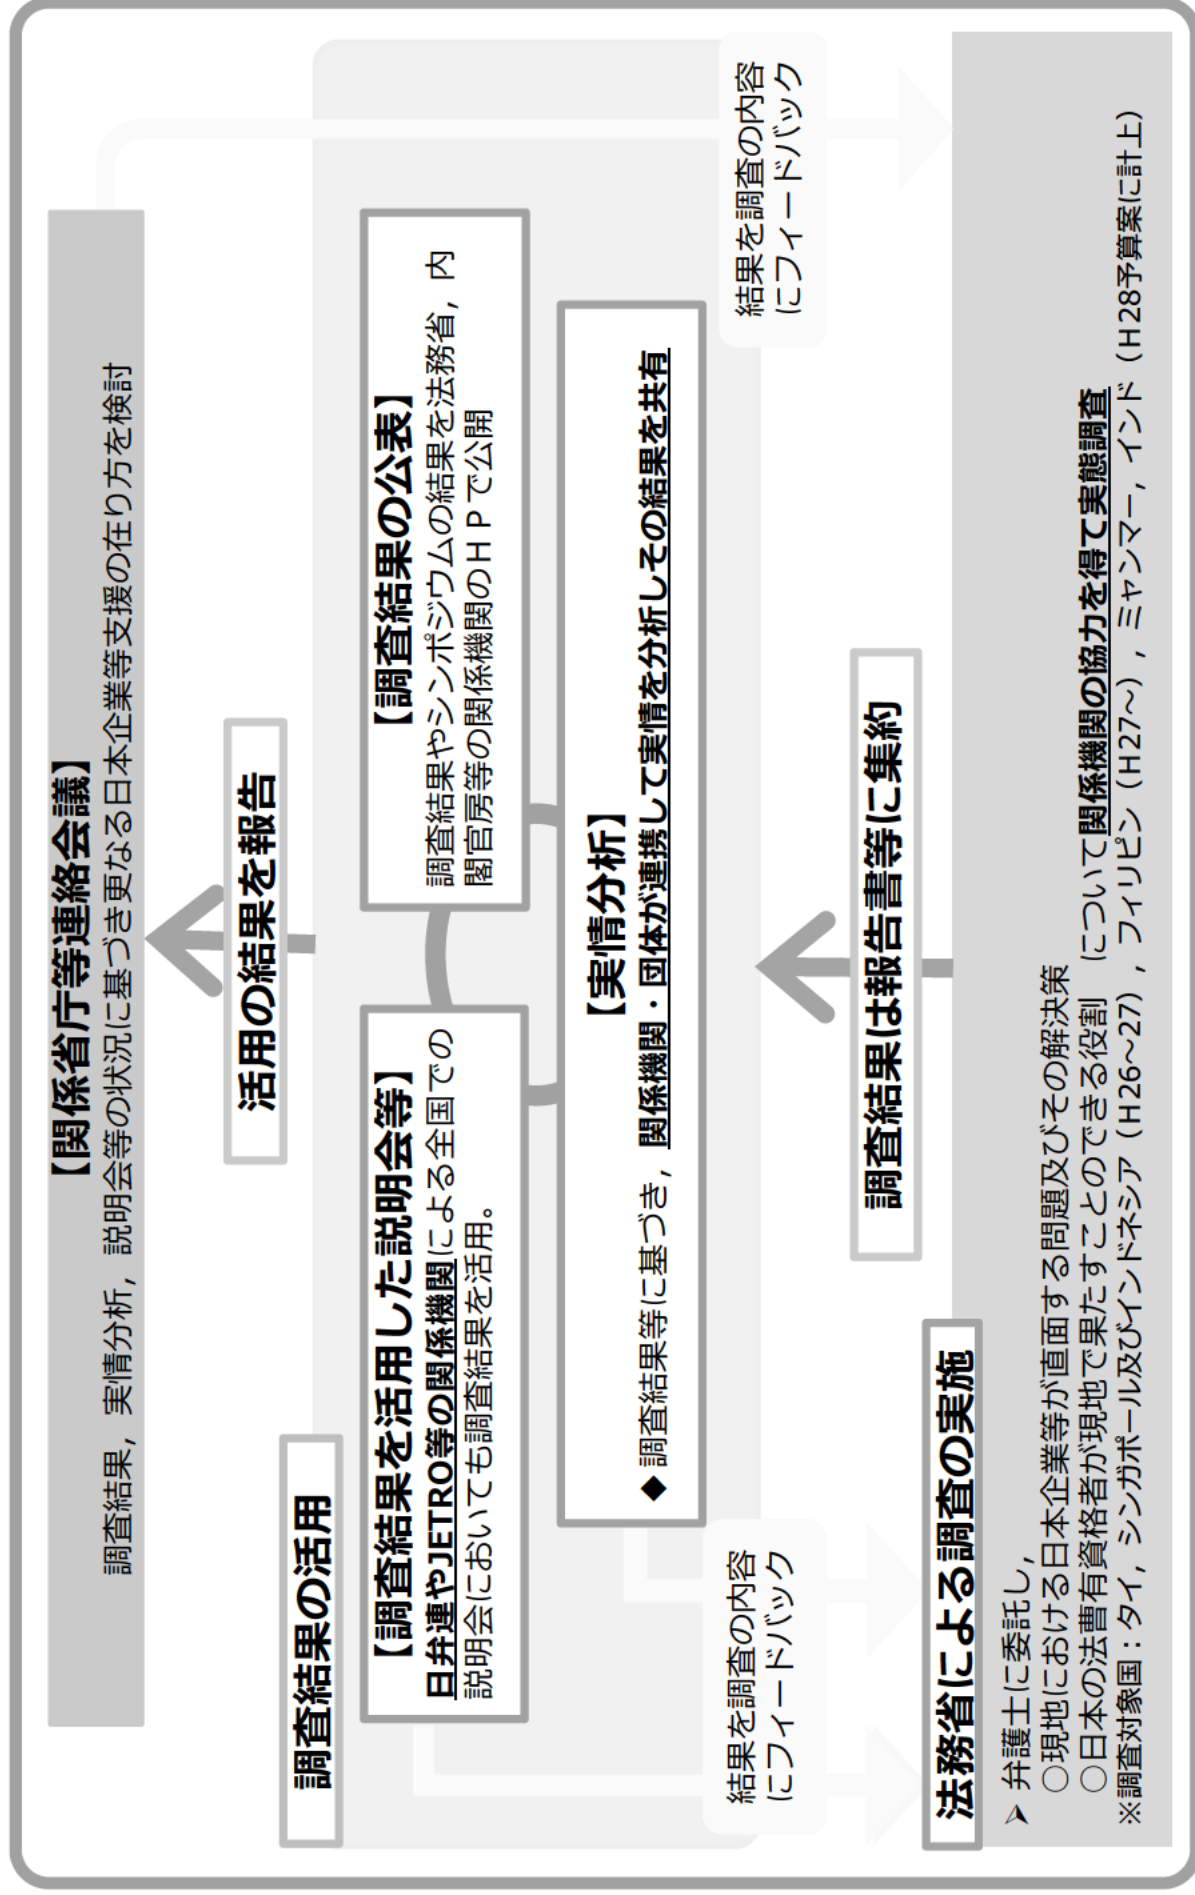 【関係省庁等連絡会議】
調査結果，実情分析，説明会等の状況に基づき更なる日本企業等支援の在り方を検討
活用の結果を報告
調査結果の活用
【調査結果を活用した説明会等】
日弁連やJETRO等の関係機関による全国での
説明会においても調査結果を活用。
【調査結果の公表】
調査結果やシンポジウムの結果を法務省，内
閣官房等の関係機関のＨＰで公開
【実情分析】
◆調査結果等に基づき，関係機関・団体が連携して実情を分析しその結果を共有
結果を調査の内容
にフィードバック
結果を調査の内容
にフィードバック
調査結果は報告書等に集約
法務省による調査の実施
➢ 弁護士に委託し，
○現地における日本企業等が直面する問題及びその解決策
○日本の法曹有資格者が現地で果たすことのできる役割　について関係機関の協力を得て実態調査
※調査対象国：タイ，シンガポール及びインドネシア（H26～27），フィリピン（H27～），ミャンマー，インド（H28予算案に計上）